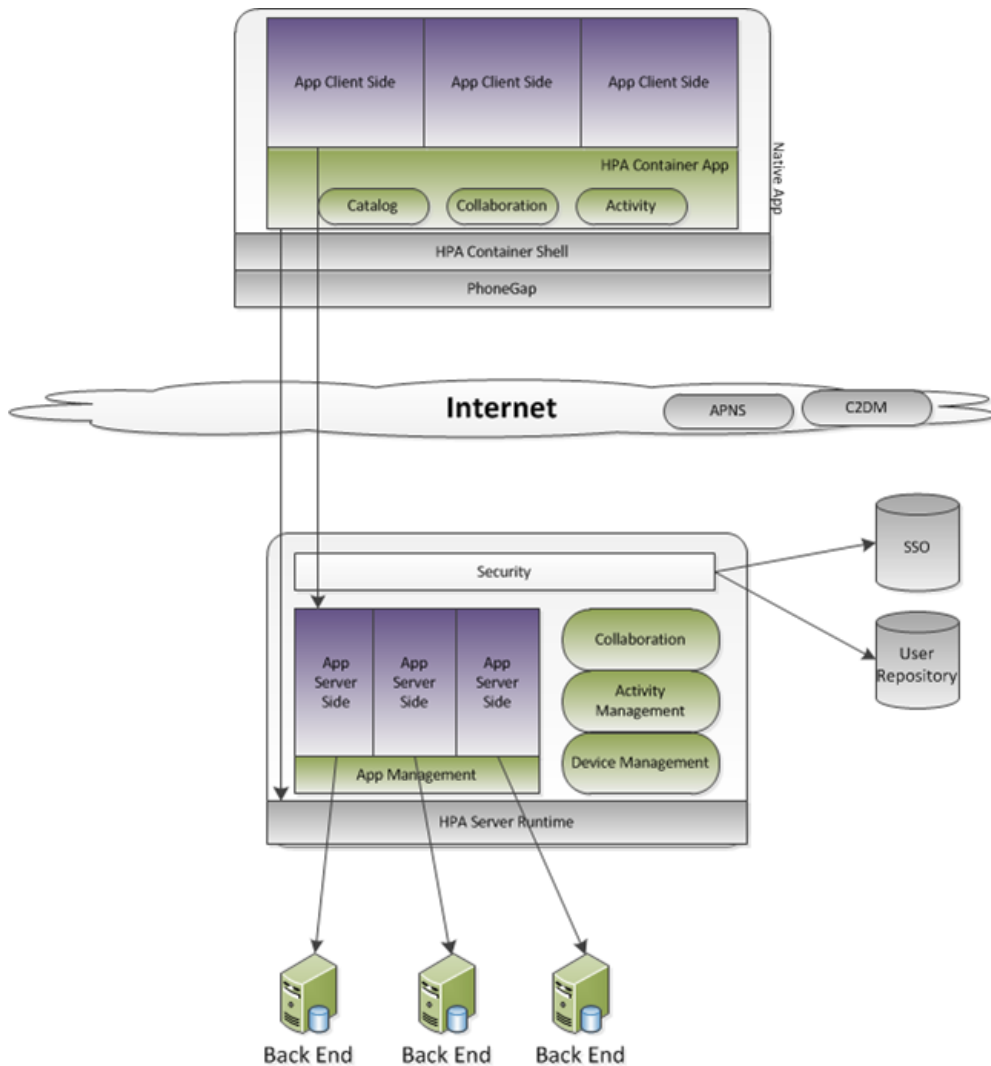 App Client Side
App Client Side
App Client Side
HPA Container App
Catalog
Collaboration
Activity
Native App
HPA Container Shell
PhoneGap
Internet
APNS
C2DM
Security
SSO
User
Repository
App
Server
Side
App
Server
Side
App
Server
Side
Collaboration
Activity
Management
Device Management
App Management
HPA Server Runtime
Back End
Back End
Back End